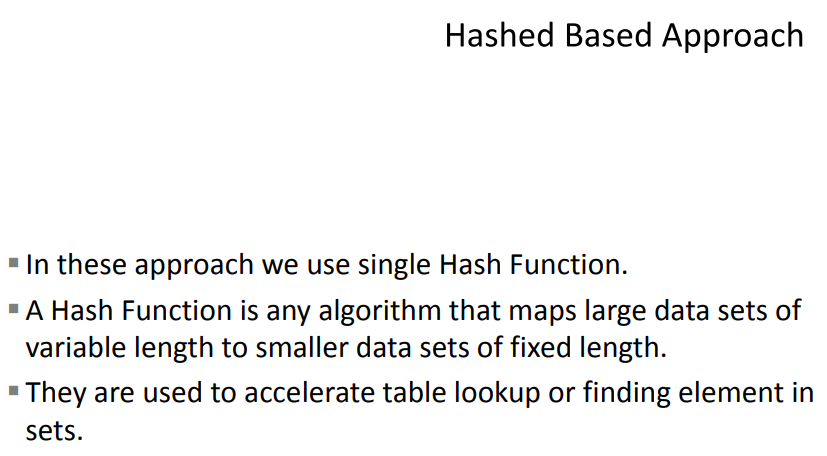 Hashed Based Approach
▪ In these approach we use single Hash Function.
▪ A Hash Function is any algorithm that maps large data sets of
variable length to smaller data sets of fixed length.
▪ They are used to accelerate table lookup or finding element in
sets.